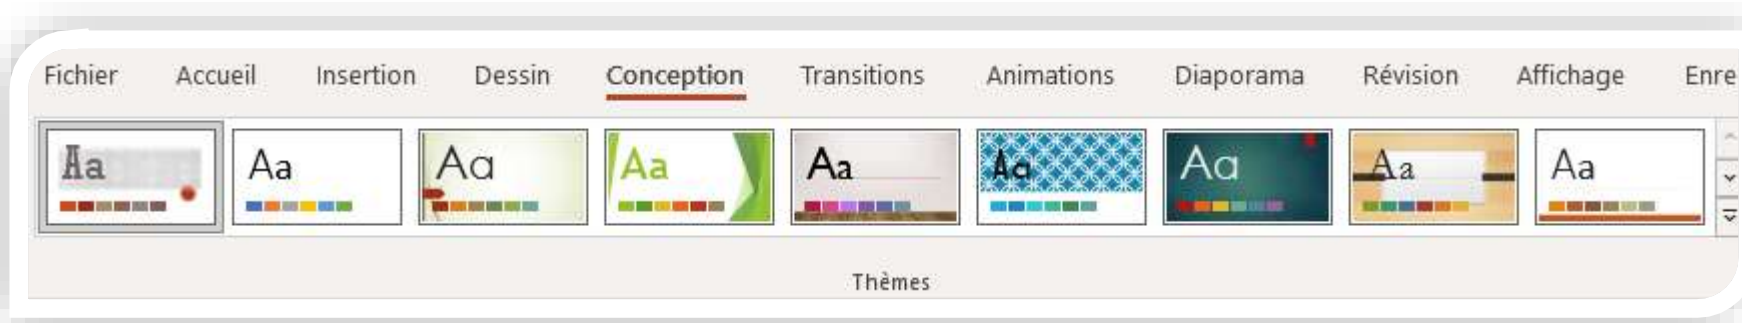 Fichier Accueil Insertion Dessin Conception Transitions Animations Diaporama Révision Affichage Enre
Aa Aa Aa Aa Aa Aa Aa Aa Aa
Thèmes